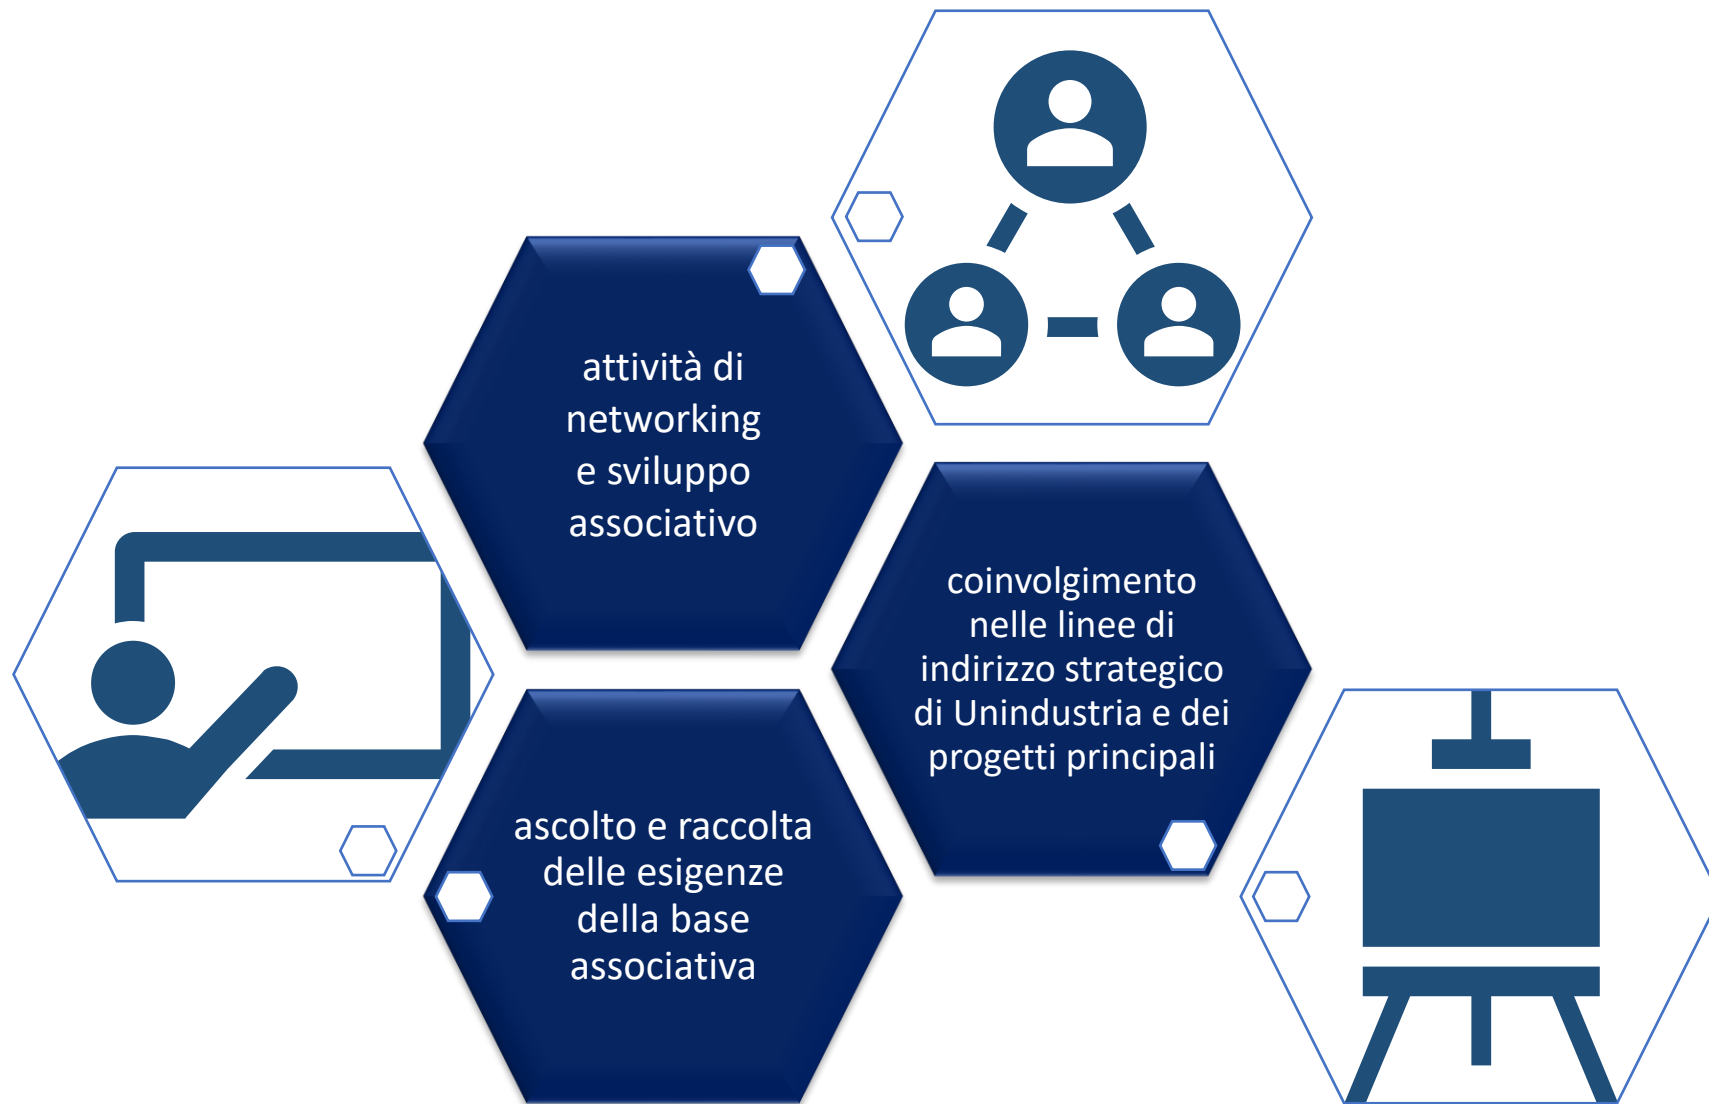 attività di
networking
e sviluppo
associativo
coinvolgimento
nelle linee di
indirizzo strategico
di Unindustria e dei
progetti principali
ascolto e raccolta
delle esigenze
della base
associativa